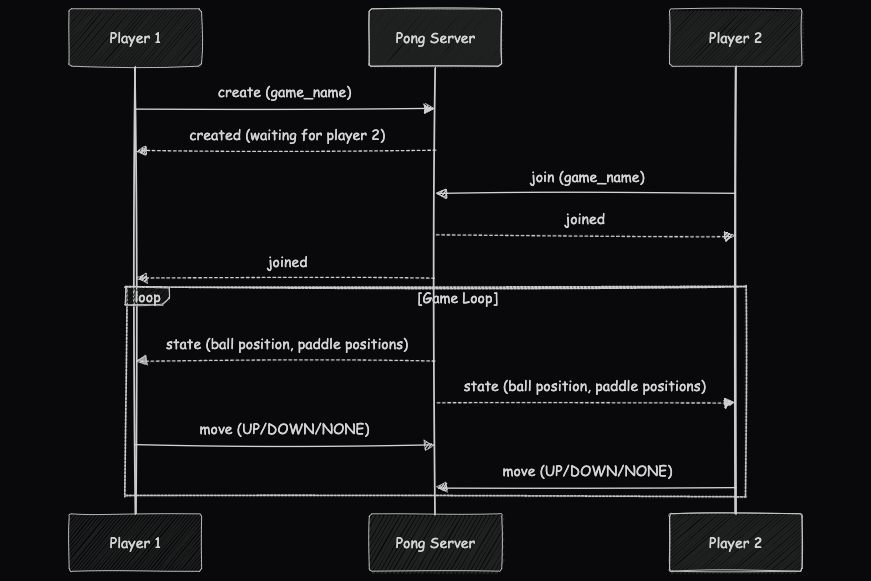 Player 1
Pong Server
Player 2
create (game_name)
created (waiting for player 2)
join (game_name)
joined
joined
loop
[Game Loop]
state (ball position, paddle positions)
state (ball position, paddle positions)
move (UP/DOWN/NONE)
move (UP/DOWN/NONE)
Player 1
Pong Server
Player 2